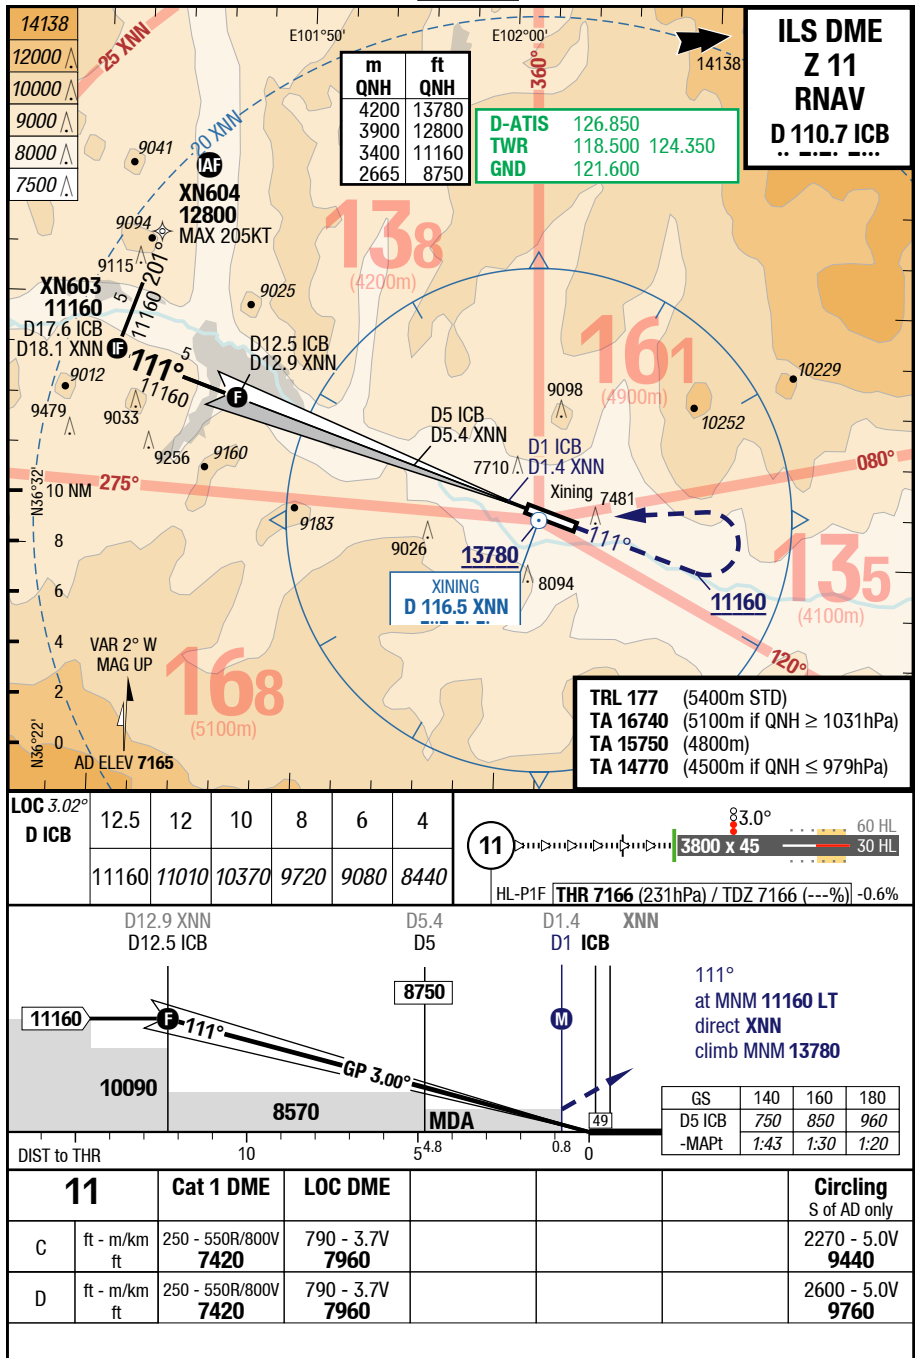 14138
12000
10000
9000
8000
7500
25 XNN
E101°50'
E102°00'
360°
14138
ILS DME
Z 11
RNAV
D 110.7 ICB
m ft
QNH QNH
4200 13780
3900 12800
3400 11160
2665 8750
D-ATIS 126.850
TWR 118.500 124.350
GND 121.600
20 XNN
9041
IAF
XN604
12800
MAX 205KT
9094
9115
201°
5
11160
138
(4200m)
XN603
11160
D17.6 ICB
D18.1 XNN
IF
9025
D12.5 ICB
D12.9 XNN
111°
5
11160
F
161
(4900m)
10229
10252
9012
9479
9033
9256
9160
9098
D5 ICB
D5.4 XNN
D1 ICB
D1.4 XNN
7710
Xining
7481
080°
N36°32'
10 NM
275°
9183
9026
13780
111°
8
6
4
2
0
XINING
D 116.5 XNN
8094
11160
135
(4100m)
120°
VAR 2° W
MAG UP
168
(5100m)
N36°22'
AD ELEV 7165
TRL 177 (5400m STD)
TA 16740 (5100m if QNH ≥ 1031hPa)
TA 15750 (4800m)
TA 14770 (4500m if QNH ≤ 979hPa)
LOC 3.02°
D ICB 12.5 12 10 8 6 4
11160 11010 10370 9720 9080 8440
11
3.0°
60 HL
3800 x 45
30 HL
HL-P1F THR 7166 (231hPa) / TDZ 7166 (---%) -0.6%
D12.9 XNN D5.4 D1.4 XNN
D12.5 ICB D5 D1 ICB
8750
11160
F
111°
GP 3.00°
M
10090
8570
MDA
49
111°
at MNM 11160 LT
direct XNN
climb MNM 13780
GS 140 160 180
D5 ICB 750 850 960
-MAPt 1:43 1:30 1:20
DIST to THR 10 5 4.8 0.8 0
11 Cat 1 DME LOC DME Circling
S of AD only
C ft - m/km 250 - 550R/800V 790 - 3.7V 2270 - 5.0V
ft 7420 7960 9440
D ft - m/km 250 - 550R/800V 790 - 3.7V 2600 - 5.0V
ft 7420 7960 9760